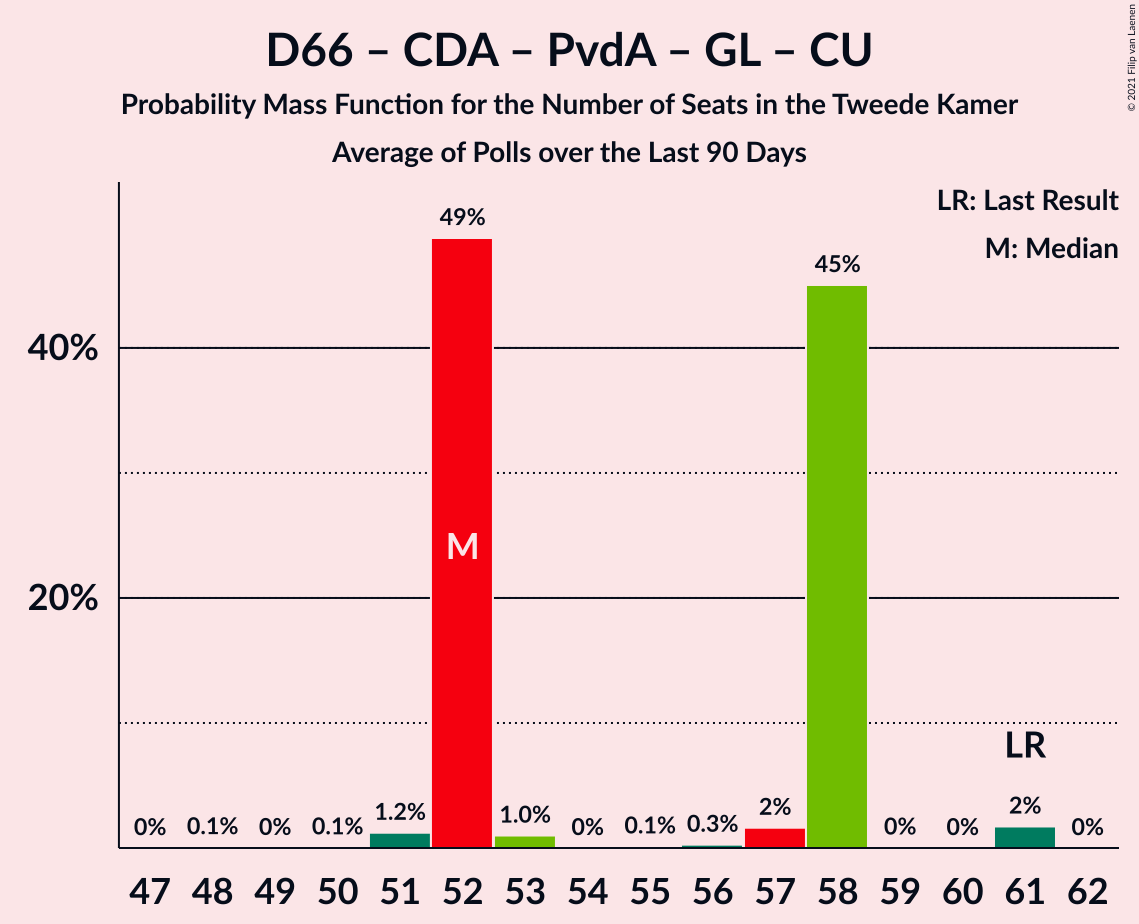 D66 – CDA – PvdA – GL – CU
Probability Mass Function for the Number of Seats in the Tweede Kamer
Average of Polls over the Last 90 Days
© 2021 Filip van Laenen
LR: Last Result
M: Median
49%
45%
40%
M
20%
LR
0% 0.1% 0% 0.1% 1.2% 1.0% 0% 0.1% 0.3% 2% 0% 0% 2% 0%
47 48 49 50 51 52 53 54 55 56 57 58 59 60 61 62